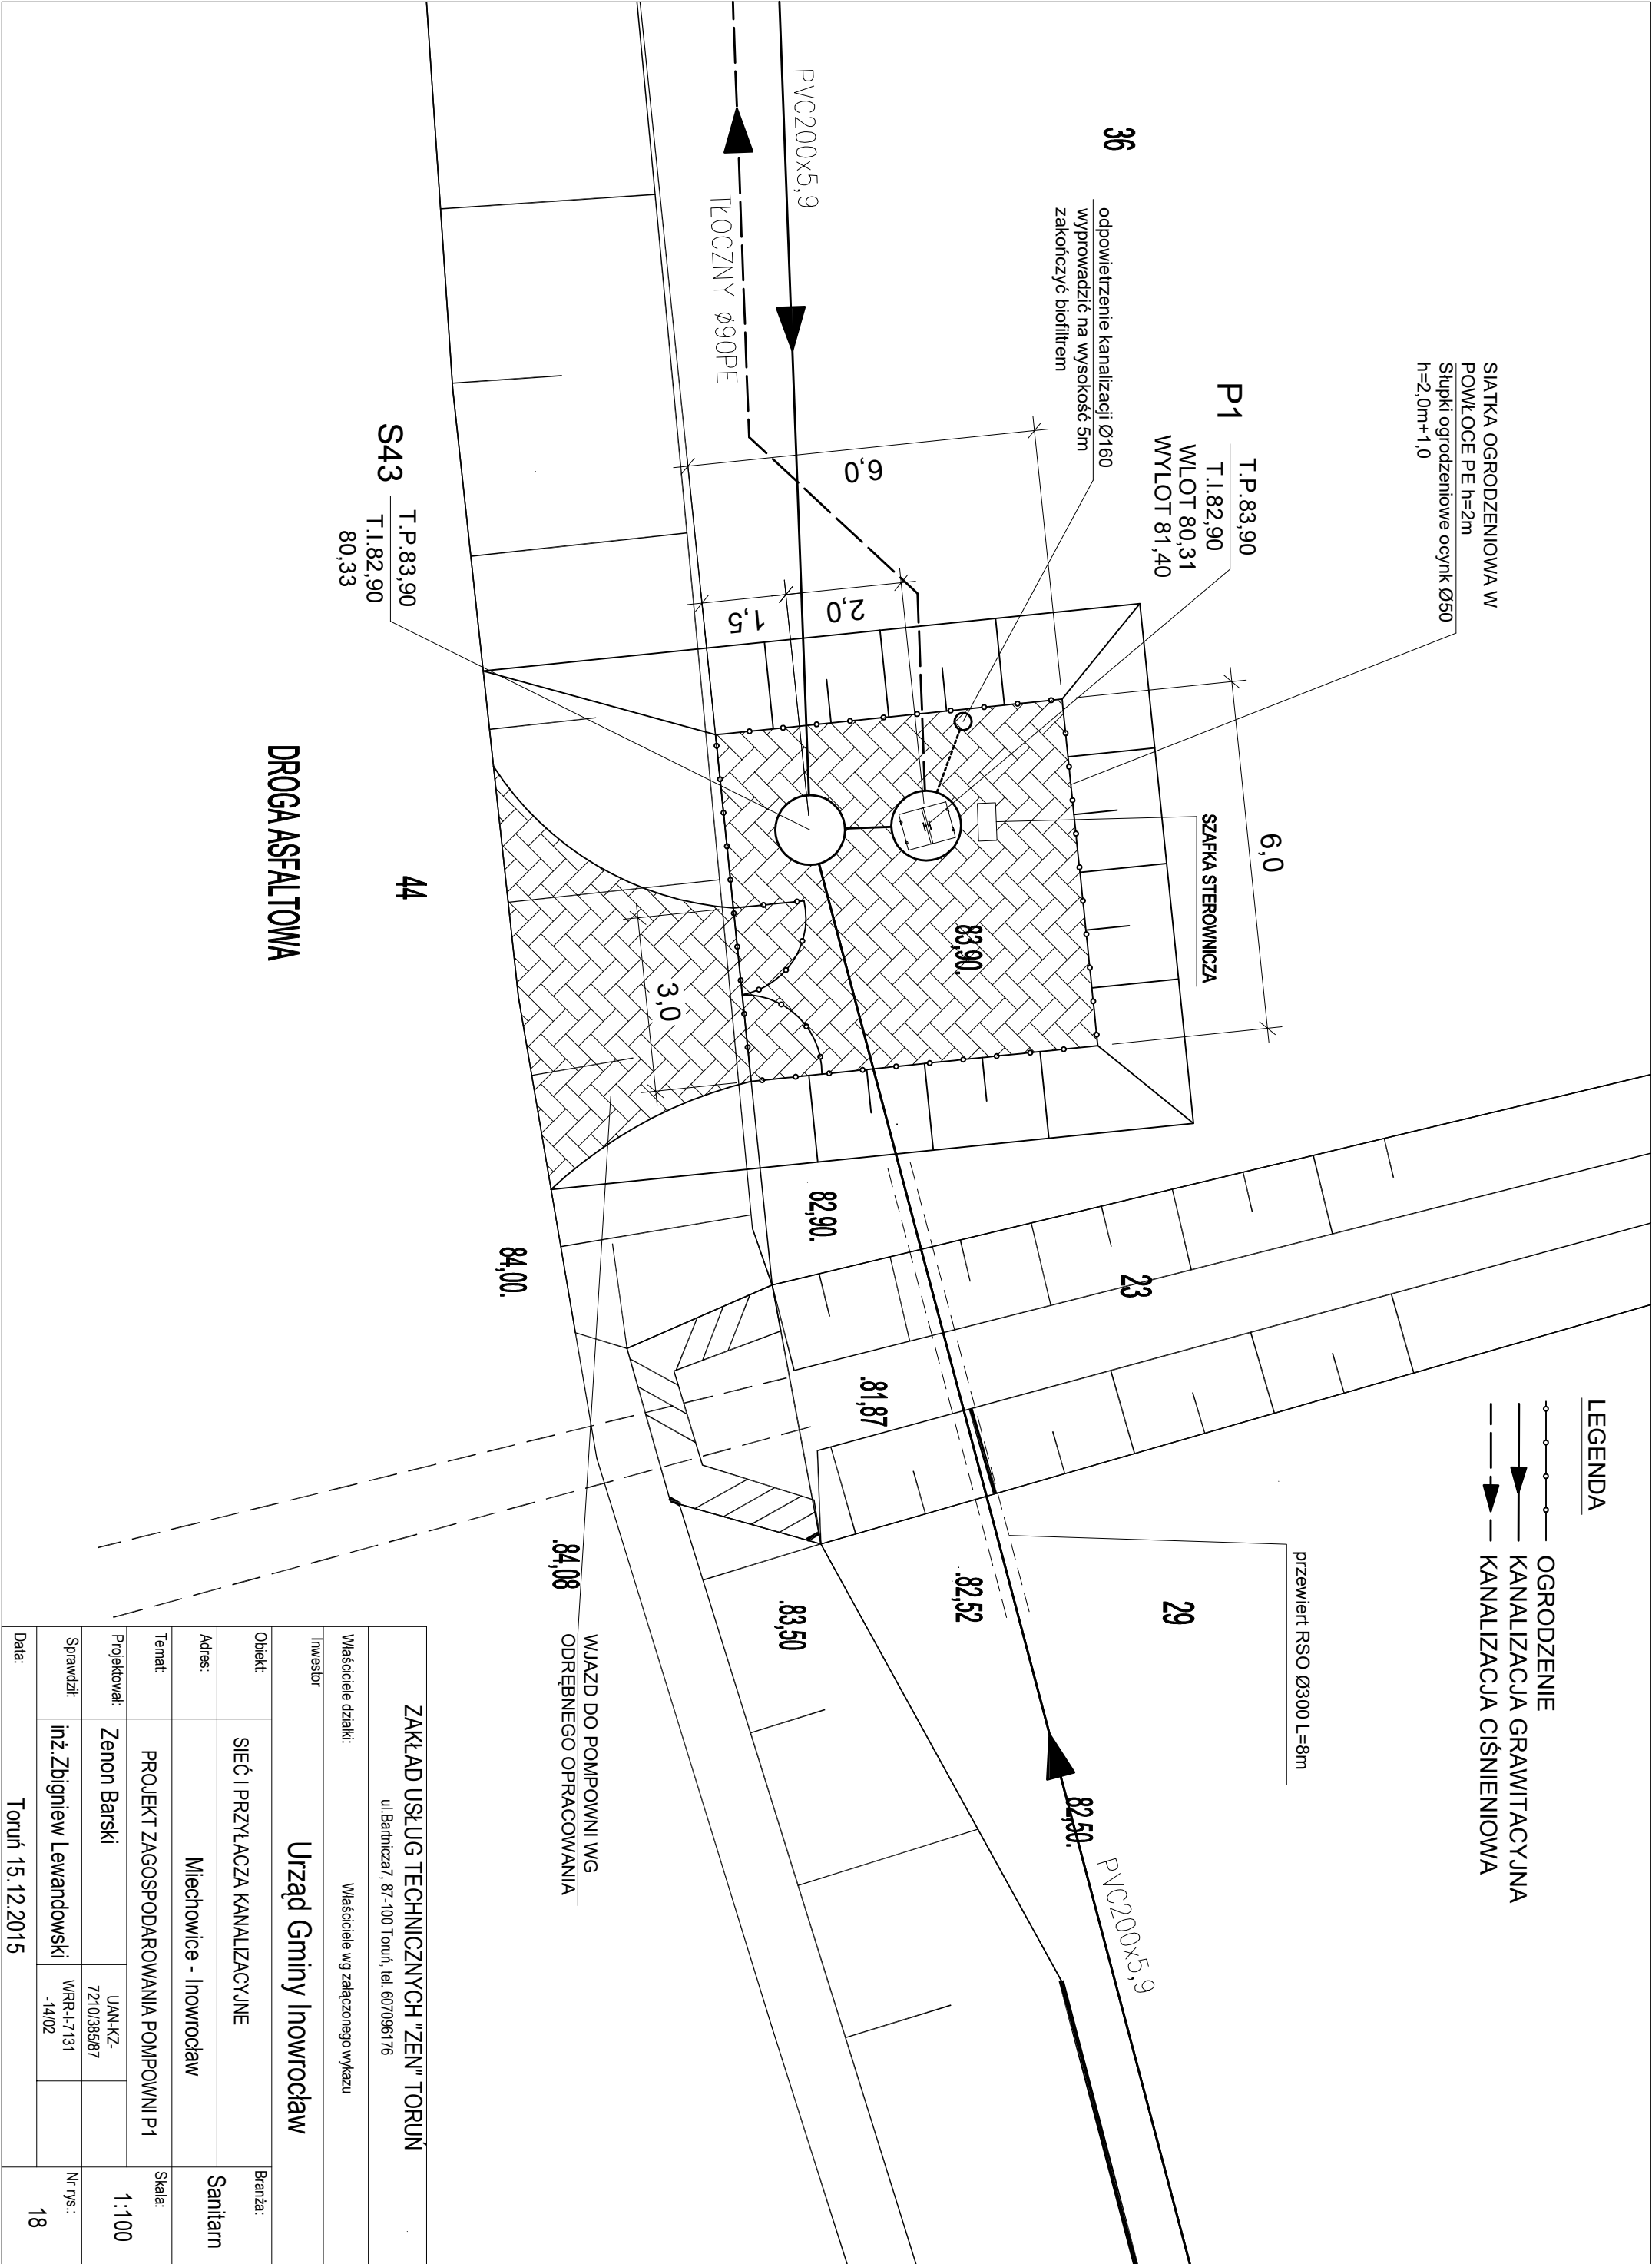 LEGENDA
OGRODZENIE
KANALIZACJA GRAWITACYJNA
KANALIZACJA CIŚNIENIOWA
SIATKA OGRODZENIOWA W
POWŁOCE PE h=2m
Słupki ogrodzeniowe ocynk Ø50
h=2,0m+1,0
P1
T.P.83,90
T.I.82,90
WLOT 80,31
WYLOT 81,40
36
odpowietrzenie kanalizacji Ø160
wyprowadzić na wysokość 5m
zakończyć biofiltrem
6,0
SZAFKA STEROWNICZA
23
29
przewiert RSO Ø300 L=8m
PVC200x5,9
TŁOCZNY Ø90PE
6,0
2,0
1,5
83,90.
82,90.
.81,87
.82,52
82,50.
PVC200x5,9
3,0
.83,50
84,00.
.84,08
WJAZD DO POMPOWNI WG
ODRĘBNEGO OPRACOWANIA
S43
T.P.83,90
T.I.82,90
80,33
44
DROGA ASFALTOWA
ZAKŁAD USŁUG TECHNICZNYCH "ZEN" TORUŃ
ul.Bartnicza7, 87-100 Toruń, tel. 607096176
Właściciele działki:
Właściciele wg załączonego wykazu
Inwestor
Urząd Gminy Inowrocław
Obiekt:
SIEĆ I PRZYŁACZA KANALIZACYJNE
Branża:
Sanitarn
Adres:
Miechowice - Inowrocław
Temat:
PROJEKT ZAGOSPODAROWANIA POMPOWNI P1
Skala:
1:100
Projektował:
Zenon Barski
UAN-KZ-
7210/385/87
Sprawdził:
inż.Zbigniew Lewandowski
WRR-I-7131
-14/02
Nr rys.:
18
Data:
Toruń 15.12.2015